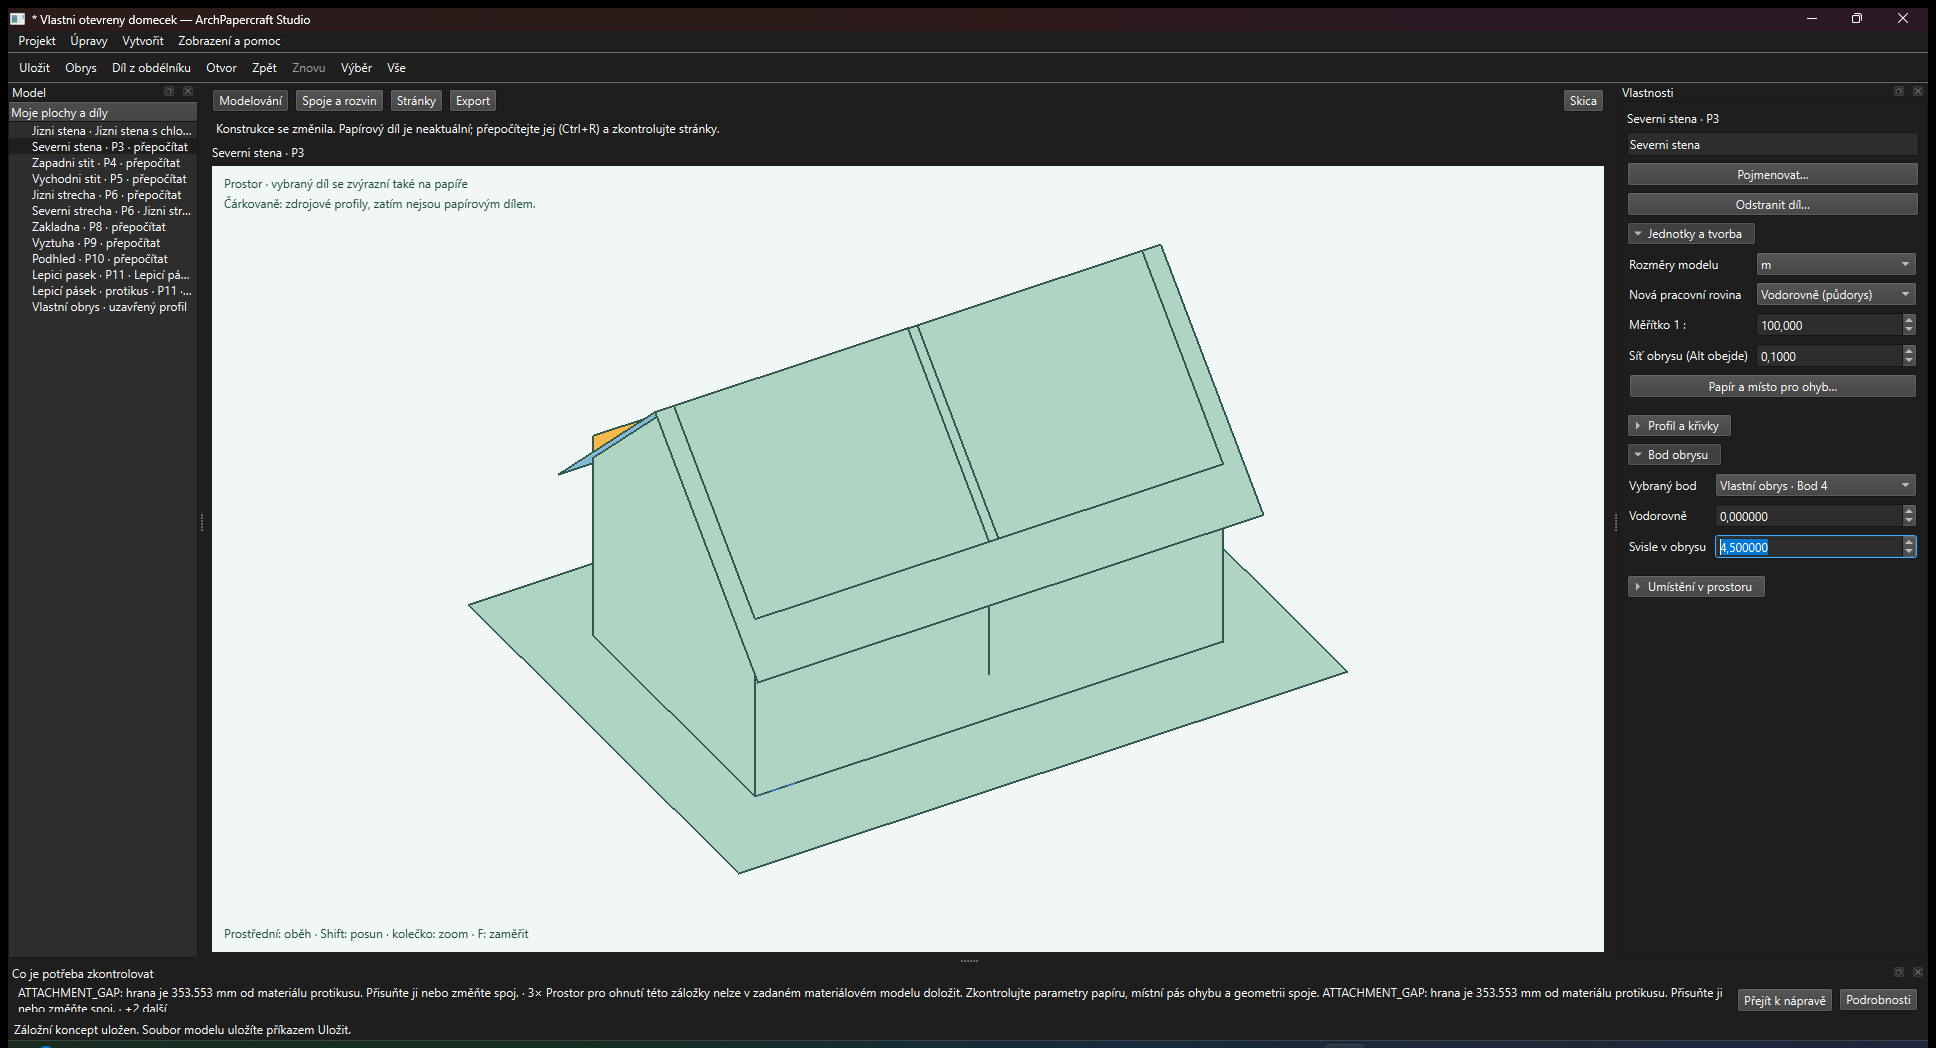 * Vlastni otevreny domecek — ArchPapercraft Studio
Projekt Úpravy Vytvořit Zobrazení a pomoc
Uložit Obrys Díl z obdélníku Otvor Zpět Znovu Výběr Vše
Model
Moje plochy a díly
Jizni stena · Jizni stena s chlo...
Severni stena · P3 · přepočítat
Zapadni stit · P4 · přepočítat
Vychodni stit · P5 · přepočítat
Jizni strecha · P6 · přepočítat
Severni strecha · P6 · Jizni str...
Zakladna · P8 · přepočítat
Vyztuha · P9 · přepočítat
Podhled · P10 · přepočítat
Lepici pasek · P11 · Lepicí pá...
Lepicí pásek · protikus · P11 ·...
Vlastní obrys · uzavřený profil
Modelování Spoje a rozvin Stránky Export Skica
Konstrukce se změnila. Papírový díl je neaktuální; přepočítejte jej (Ctrl+R) a zkontrolujte stránky.
Severni stena · P3
Prostor · vybraný díl se zvýrazní také na papíře
Čárkovaně: zdrojové profily, zatím nejsou papírovým dílem.
Prostřední: oběh · Shift: posun · kolečko: zoom · F: zaměřit
Vlastnosti
Severni stena · P3
Severni stena
Pojmenovat...
Odstranit díl...
Jednotky a tvorba
Rozměry modelu m
Nová pracovní rovina Vodorovně (půdorys)
Měřítko 1 : 100,000
Síť obrysu (Alt obejde) 0,1000
Papír a místo pro ohyb...
Profil a křivky
Bod obrysu
Vybraný bod Vlastní obrys · Bod 4
Vodorovně 0,000000
Svisle v obrysu 4,500000
Umístění v prostoru
Co je potřeba zkontrolovat
ATTACHMENT_GAP: hrana je 353.553 mm od materiálu protikusu. Přisuňte ji nebo změňte spoj. · 3× Prostor pro ohnutí této záložky nelze v zadaném materiálovém modelu doložit. Zkontrolujte parametry papíru, místní pás ohybu a geometrii spoje. ATTACHMENT_GAP: hrana je 353.553 mm od materiálu protikusu. Přisuňte ji
nebo změňte spoj. · +2 další
Přejít k nápravě Podrobnosti
Záložní koncept uložen. Soubor modelu uložíte příkazem Uložit.